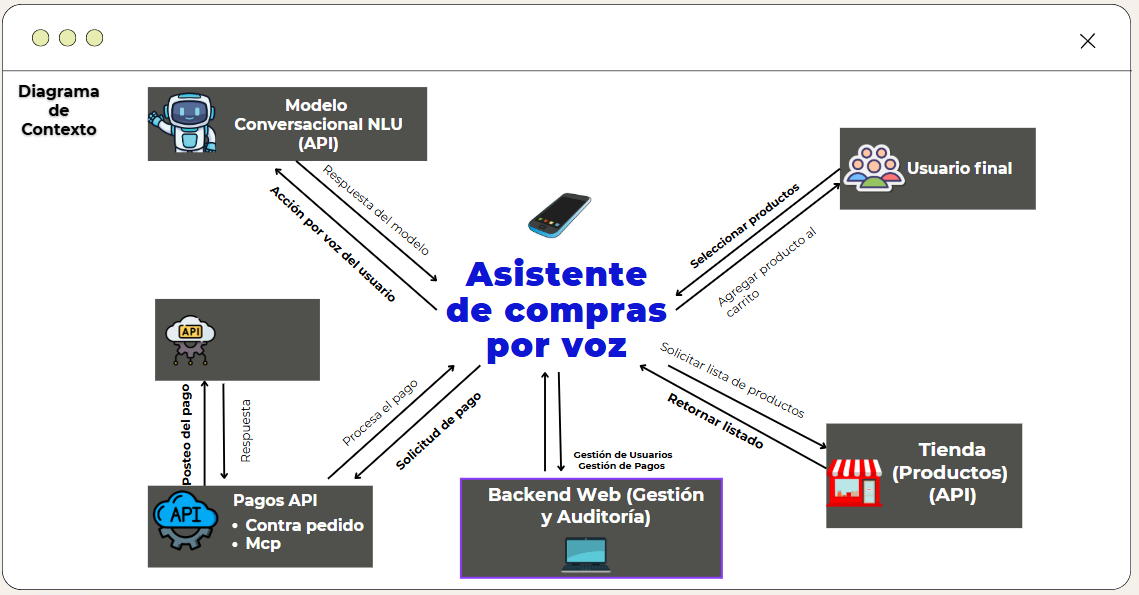 Diagrama
de
Contexto
Modelo
Conversacional NLU
(API)
Respuesta del modelo
Acción por voz del usuario
Usuario final
Seleccionar productos
Agregar producto al
carrito
Asistente
de compras
por voz
API
Posteo del pago
Respuesta
Procesa el pago
Solicitud de pago
Solicitar lista de productos
Retornar listado
Gestión de Usuarios
Gestión de Pagos
API
Pagos API
• Contra pedido
• Mcp
Backend Web (Gestión
y Auditoría)
Tienda
(Productos)
(API)